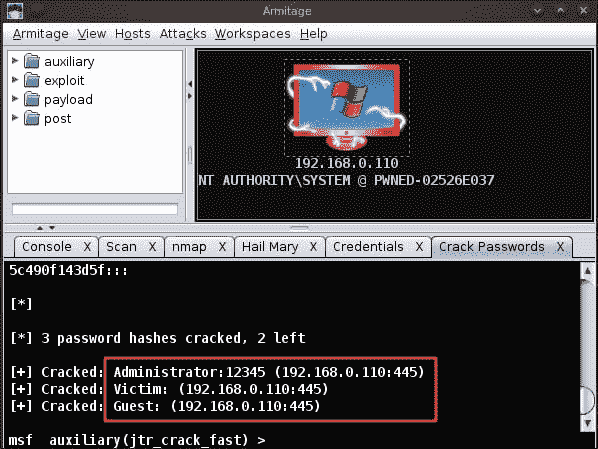 Armitage
Armitage View Hosts Attacks Workspaces Help
auxiliary
exploit
payload
post
192.168.0.110
NT AUTHORITY\SYSTEM @ PWNED-02526E037
Console X Scan X nmap X Hail Mary X Credentials X Crack Passwords X
5c490f143d5f:::
[*]
[*] 3 password hashes cracked, 2 left
[+] Cracked: Administrator:12345 (192.168.0.110:445)
[+] Cracked: Victim: (192.168.0.110:445)
[+] Cracked: Guest: (192.168.0.110:445)
msf auxiliary(jtr_crack_fast) >